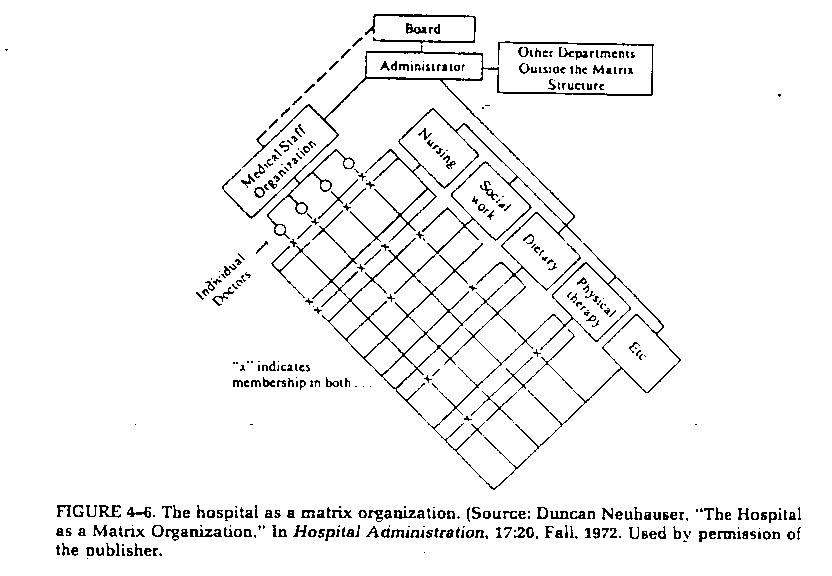 Board
Administrator
Other Departments
Outside the Matrix
Structure
Medical Staff
Organization
Nursing
Social
work
Dietary
Physical
therapy
Etc
Individual
Doctors
"x" indicates
membership in both . . .
FIGURE 4–6. The hospital as a matrix organization. (Source: Duncan Neuhauser, "The Hospital
as a Matrix Organization," In Hospital Administration, 17:20, Fall, 1972. Used by permission of
the publisher.